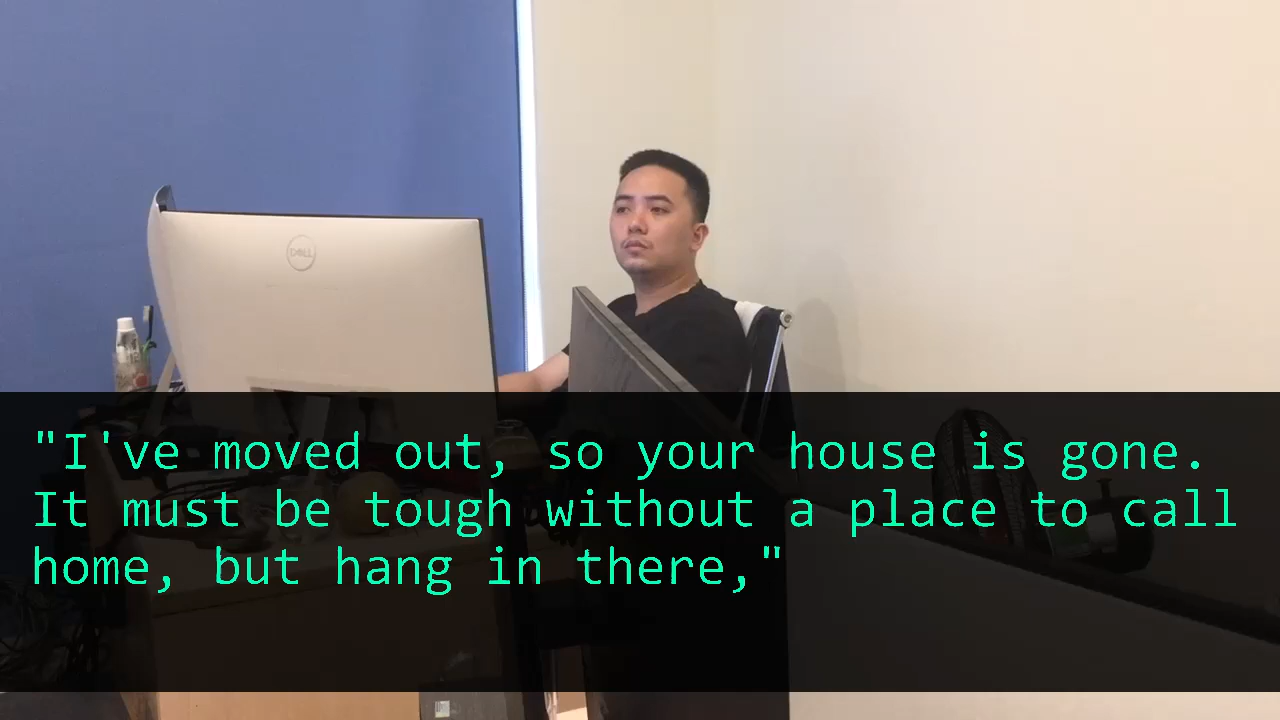 DELL
"I've moved out, so your house is gone.
It must be tough without a place to call
home, but hang in there,"